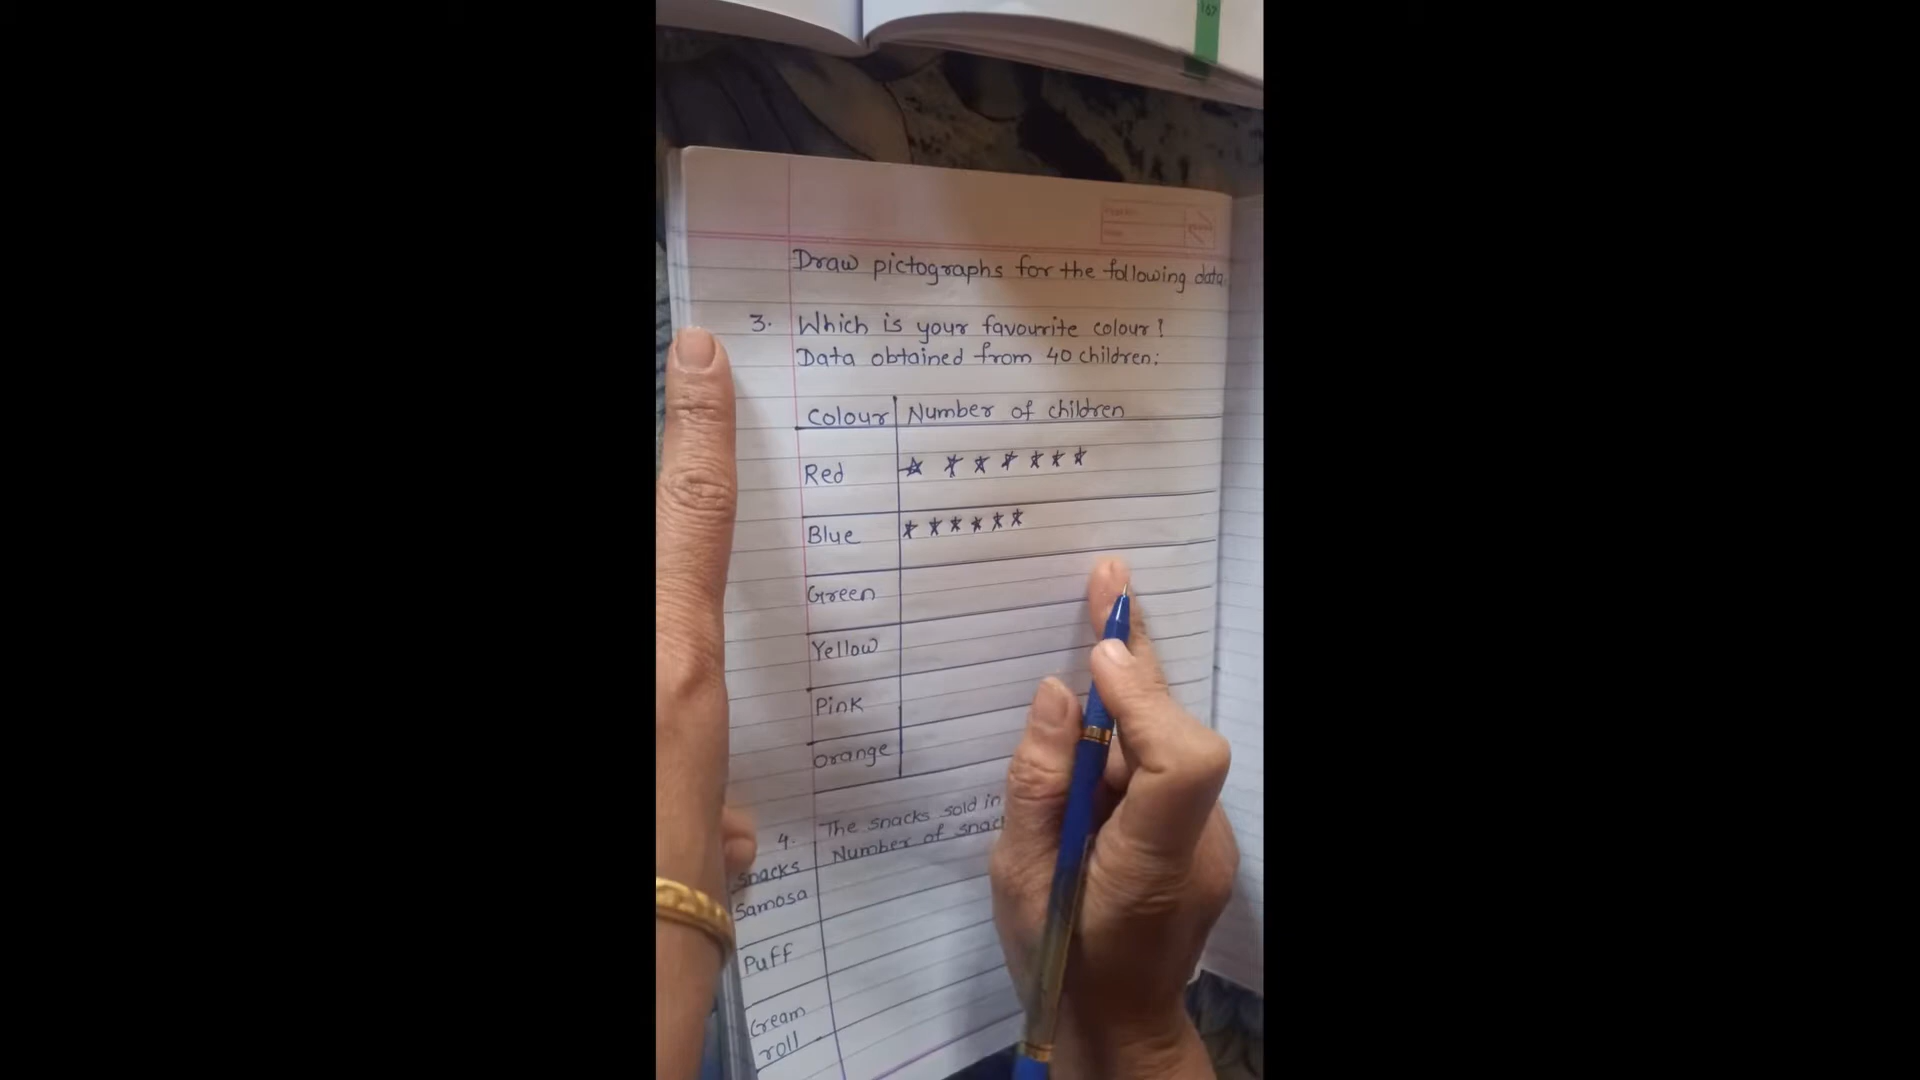 Draw pictographs for the following data
3. Which is your favourite colour?
Data obtained from 40 children:
Colour Number of children
Red
Blue
Green
Yellow
Pink
Orange
4. The snacks sold in
Snacks Number of snac
Samosa
Puff
Cream
roll